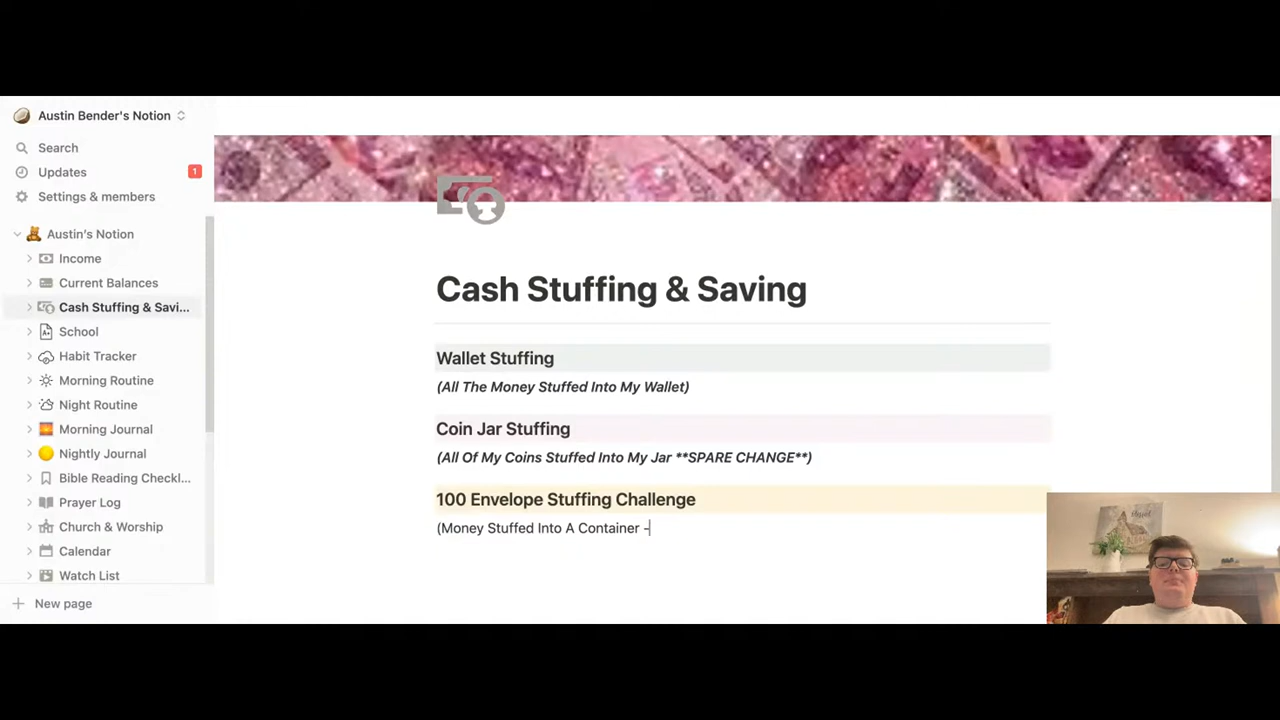 Austin Bender's Notion
Search
Updates
1
Settings & members
Austin's Notion
Income
Current Balances
Cash Stuffing & Savi...
School
Habit Tracker
Morning Routine
Night Routine
Morning Journal
Nightly Journal
Bible Reading Checkl...
Prayer Log
Church & Worship
Calendar
Watch List
New page
Cash Stuffing & Saving
Wallet Stuffing
(All The Money Stuffed Into My Wallet)
Coin Jar Stuffing
(All Of My Coins Stuffed Into My Jar **SPARE CHANGE**)
100 Envelope Stuffing Challenge
(Money Stuffed Into A Container -